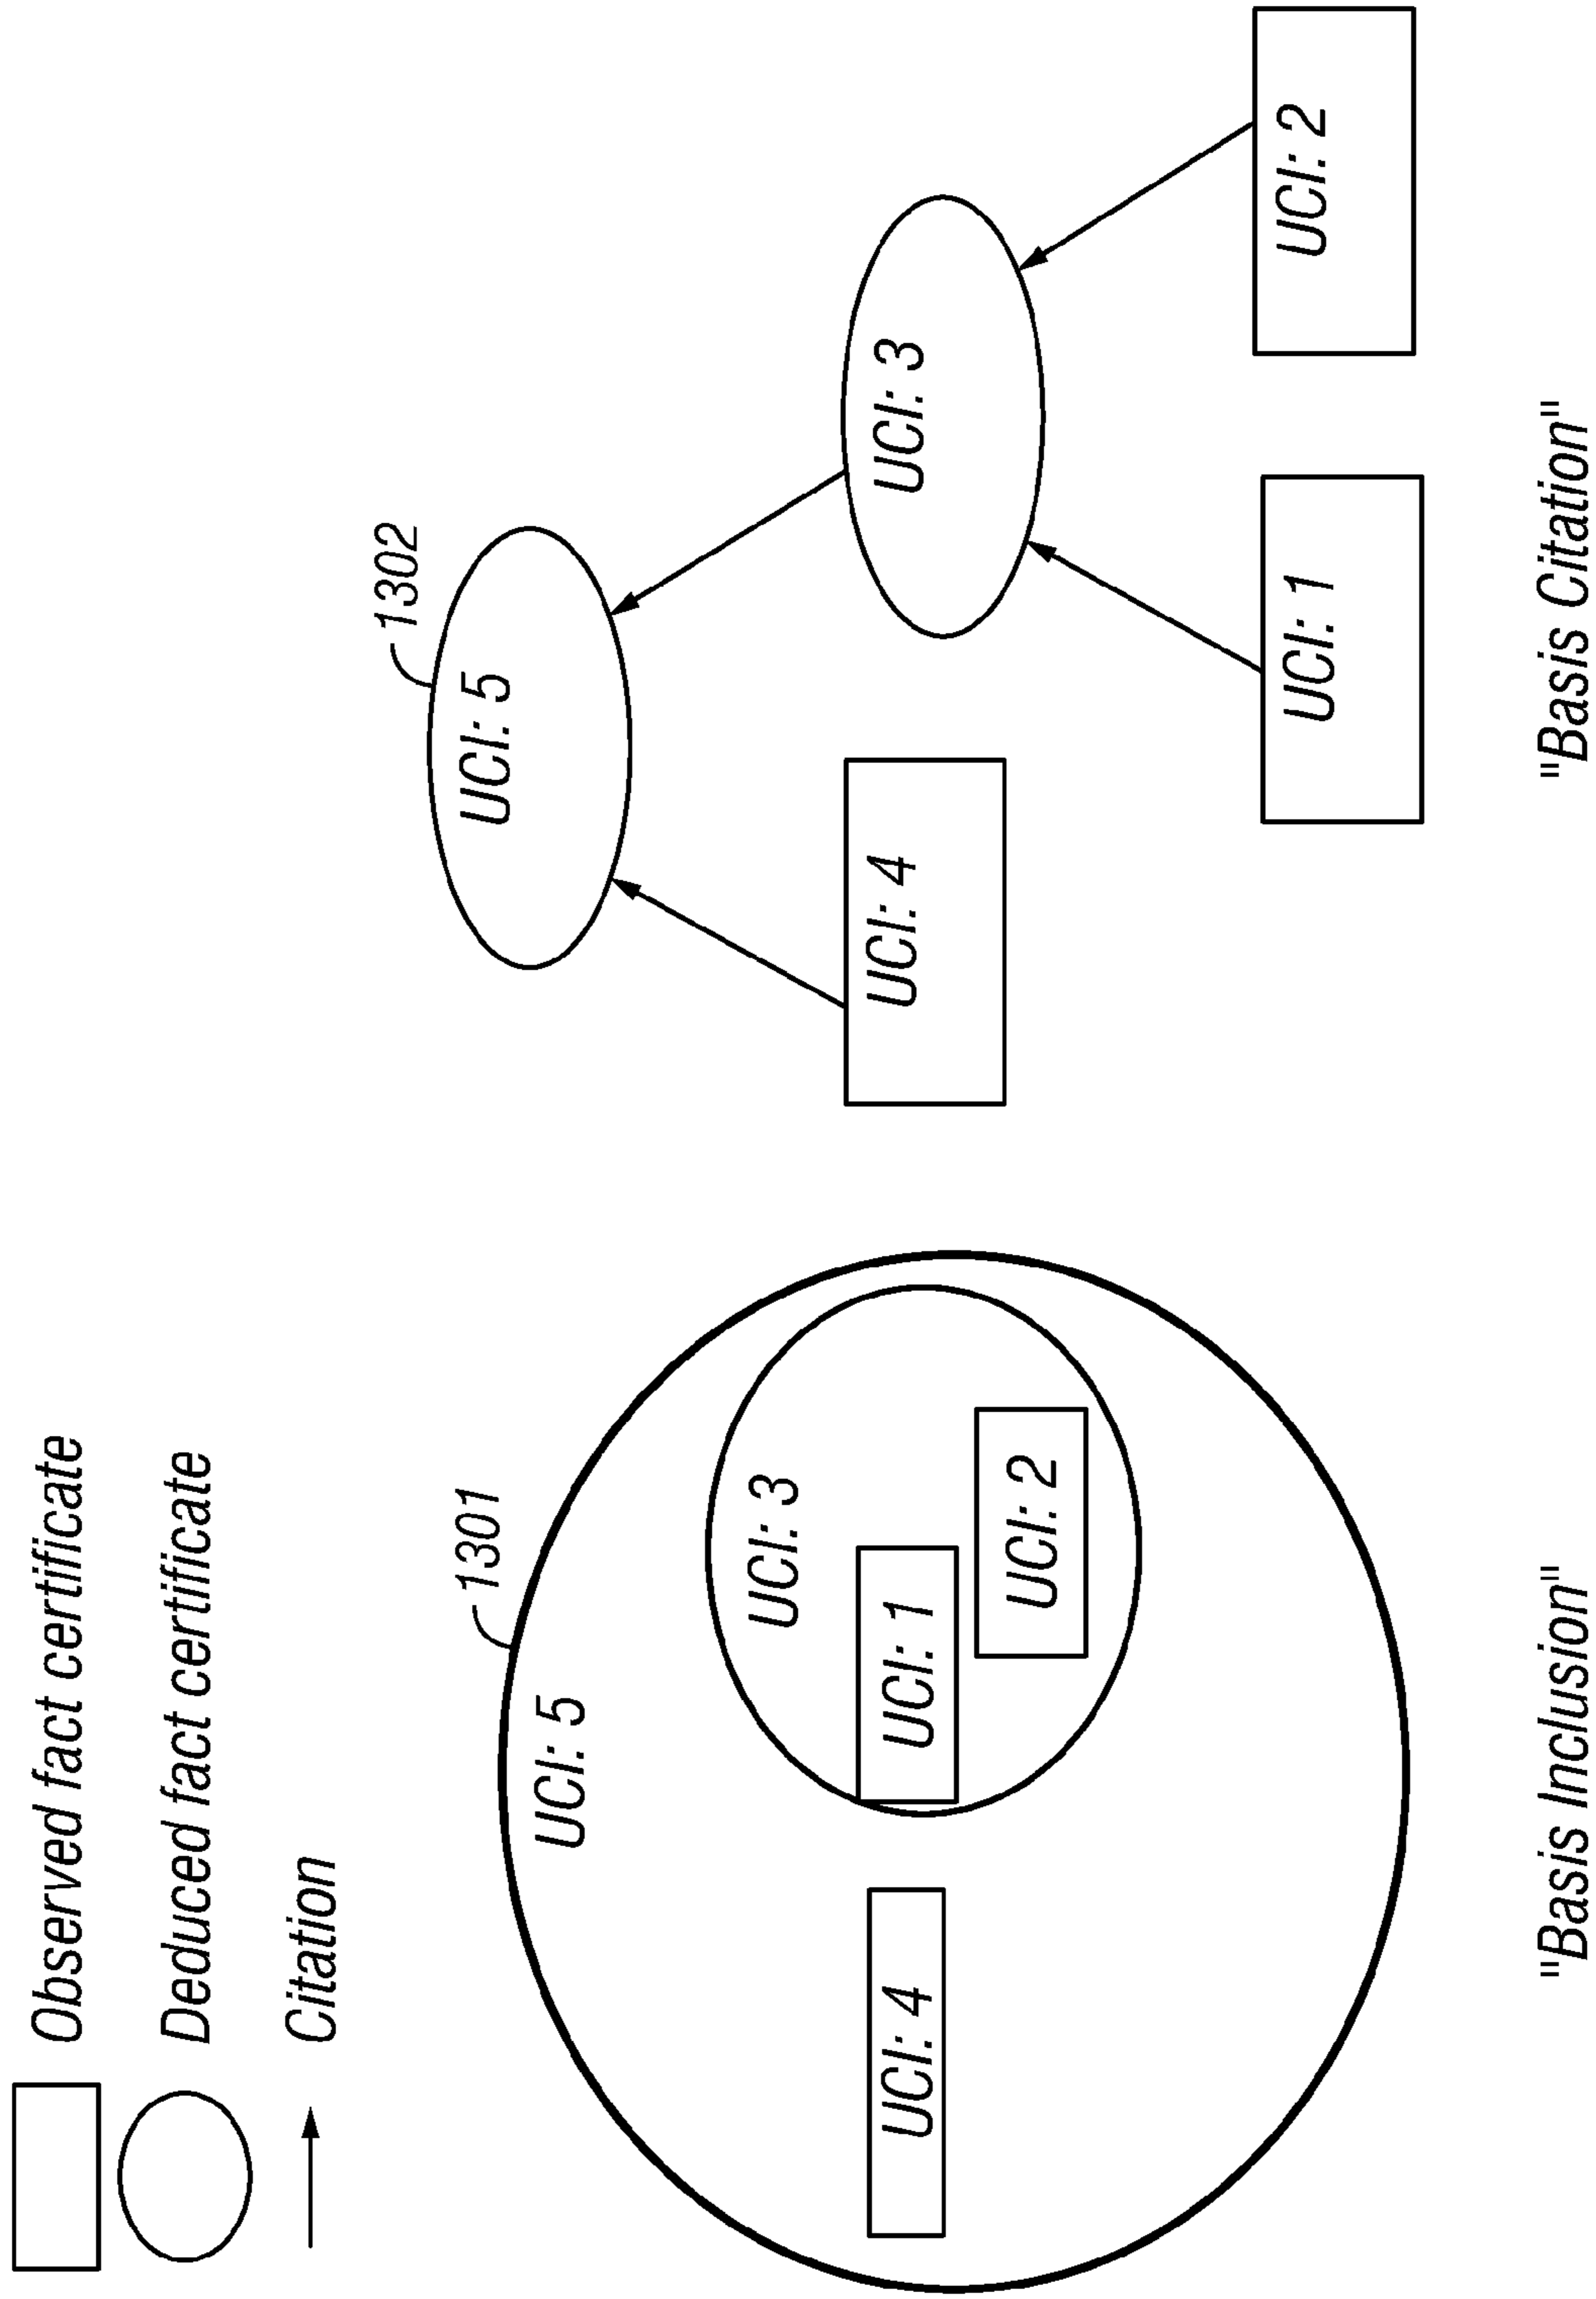 Observed fact certificate
Deduced fact certificate
Citation
1301
UCI: 5
UCI: 3
UCI: 4
UCI: 1
UCI: 2
"Basis Inclusion"
1302
UCI: 5
UCI: 4
UCI: 3
UCI: 1
UCI: 2
"Basis Citation"